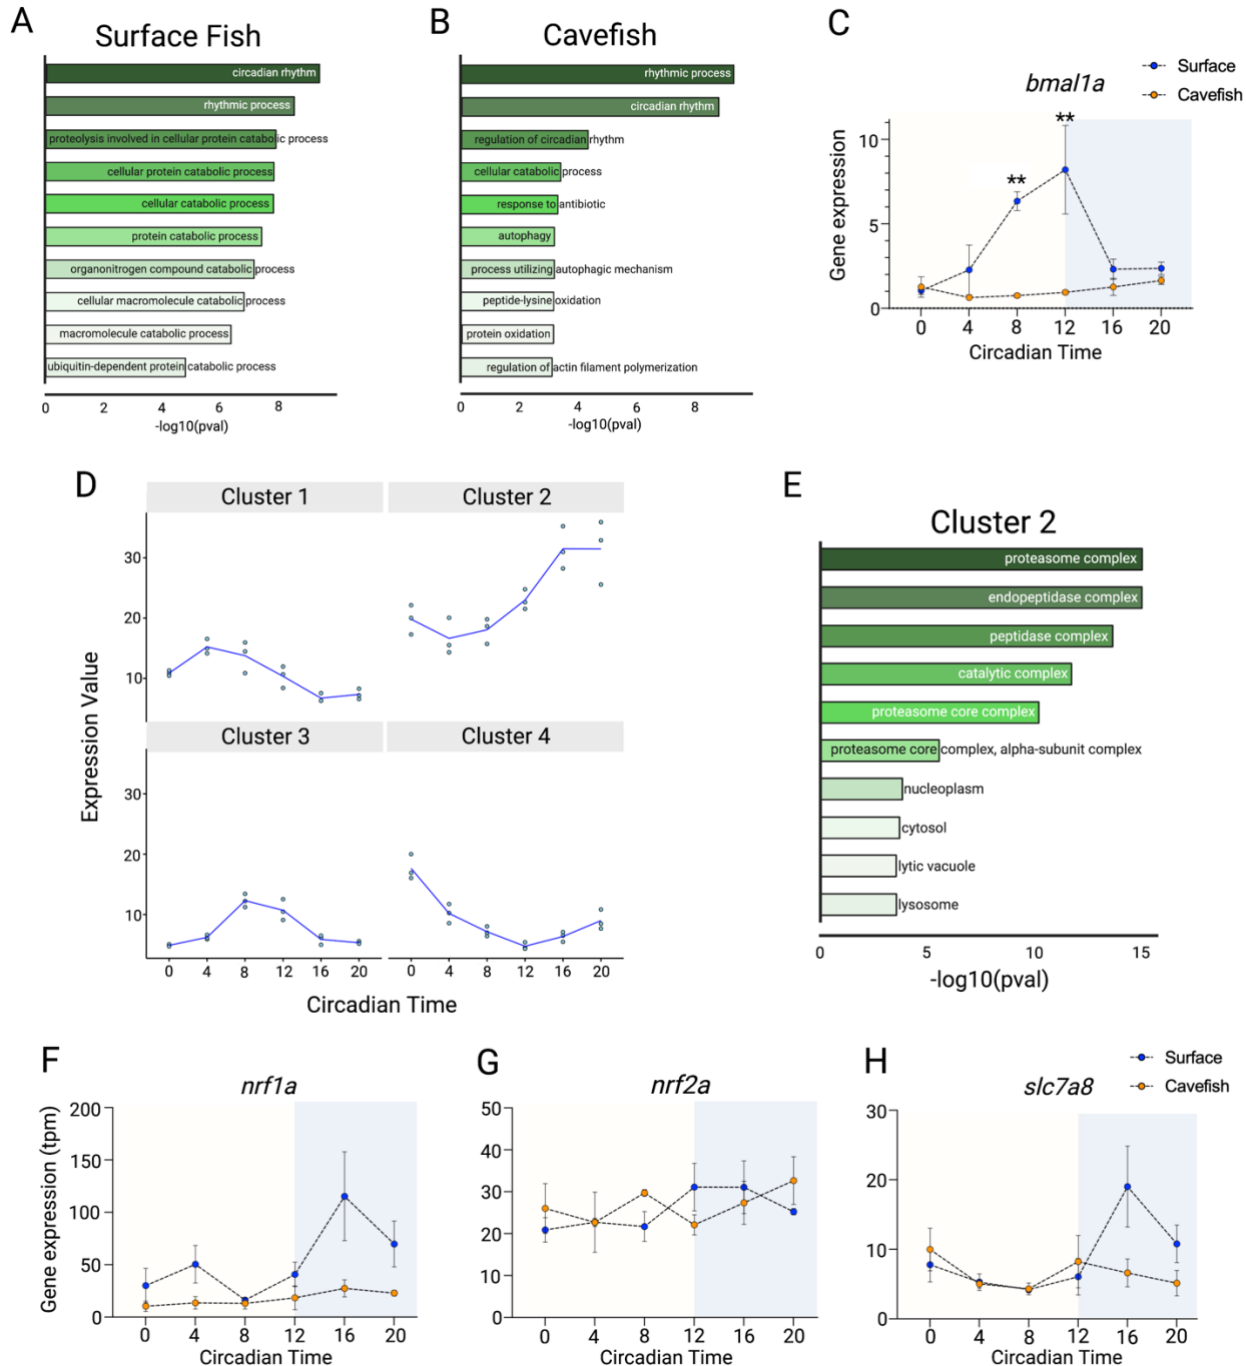 A
Surface Fish
circadian rhythm
rhythmic process
proteolysis involved in cellular protein catabolic process
cellular protein catabolic process
cellular catabolic process
protein catabolic process
organonitrogen compound catabolic process
cellular macromolecule catabolic process
macromolecule catabolic process
ubiquitin-dependent protein catabolic process
0 2 4 6 8
-log10(pval)
B
Cavefish
rhythmic process
circadian rhythm
regulation of circadian rhythm
cellular catabolic process
response to antibiotic
autophagy
process utilizing autophagic mechanism
peptide-lysine oxidation
protein oxidation
regulation of actin filament polymerization
0 2 4 6 8
-log10(pval)
C
Surface
Cavefish
bmal1a
**
**
Gene expression
10
5
0
0 4 8 12 16 20
Circadian Time
D
Cluster 1
Cluster 2
30
20
10
Cluster 3
Cluster 4
30
20
10
Expression Value
0 4 8 12 16 20
0 4 8 12 16 20
Circadian Time
E
Cluster 2
proteasome complex
endopeptidase complex
peptidase complex
catalytic complex
proteasome core complex
proteasome core complex, alpha-subunit complex
nucleoplasm
cytosol
lytic vacuole
lysosome
0 5 10 15
-log10(pval)
F
nrf1a
Gene expression (tpm)
200
150
100
50
0
0 4 8 12 16 20
Circadian Time
G
nrf2a
50
40
30
20
10
0
0 4 8 12 16 20
Circadian Time
H
Surface
Cavefish
slc7a8
30
20
10
0
0 4 8 12 16 20
Circadian Time